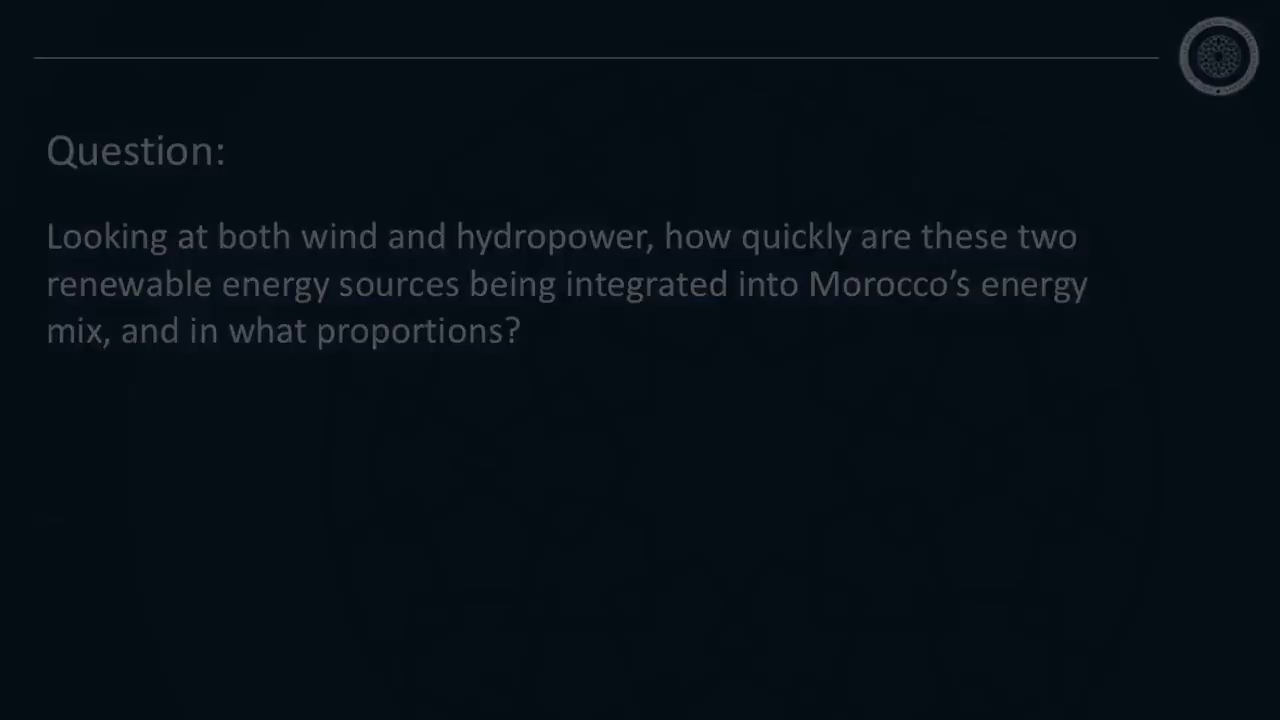 Question:
Looking at both wind and hydropower, how quickly are these two
renewable energy sources being integrated into Morocco’s energy
mix, and in what proportions?